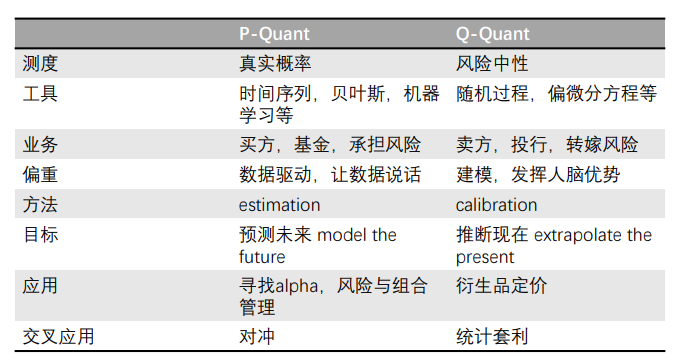 P-Quant Q-Quant
测度 真实概率 风险中性
工具 时间序列，贝叶斯，机器 随机过程，偏微分方程等
学习等
业务 买方，基金，承担风险 卖方，投行，转嫁风险
偏重 数据驱动，让数据说话 建模，发挥人脑优势
方法 estimation calibration
目标 预测未来 model the 推断现在 extrapolate the
future present
应用 寻找alpha，风险与组合 衍生品定价
管理
交叉应用 对冲 统计套利